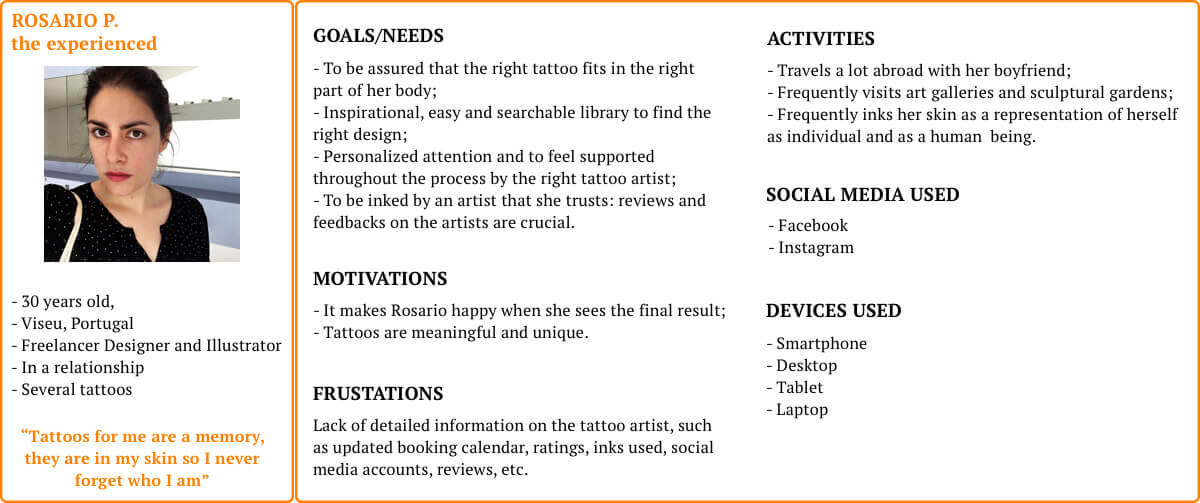 ROSARIO P.
the experienced
- 30 years old,
- Viseu, Portugal
- Freelancer Designer and Illustrator
- In a relationship
- Several tattoos
“Tattoos for me are a memory,
they are in my skin so I never
forget who I am”
GOALS/NEEDS
- To be assured that the right tattoo fits in the right
part of her body;
- Inspirational, easy and searchable library to find the
right design;
- Personalized attention and to feel supported
throughout the process by the right tattoo artist;
- To be inked by an artist that she trusts: reviews and
feedbacks on the artists are crucial.
MOTIVATIONS
- It makes Rosario happy when she sees the final result;
- Tattoos are meaningful and unique.
FRUSTATIONS
Lack of detailed information on the tattoo artist, such
as updated booking calendar, ratings, inks used, social
media accounts, reviews, etc.
ACTIVITIES
- Travels a lot abroad with her boyfriend;
- Frequently visits art galleries and sculptural gardens;
- Frequently inks her skin as a representation of herself
as individual and as a human  being.
SOCIAL MEDIA USED
- Facebook
- Instagram
DEVICES USED
- Smartphone
- Desktop
- Tablet
- Laptop